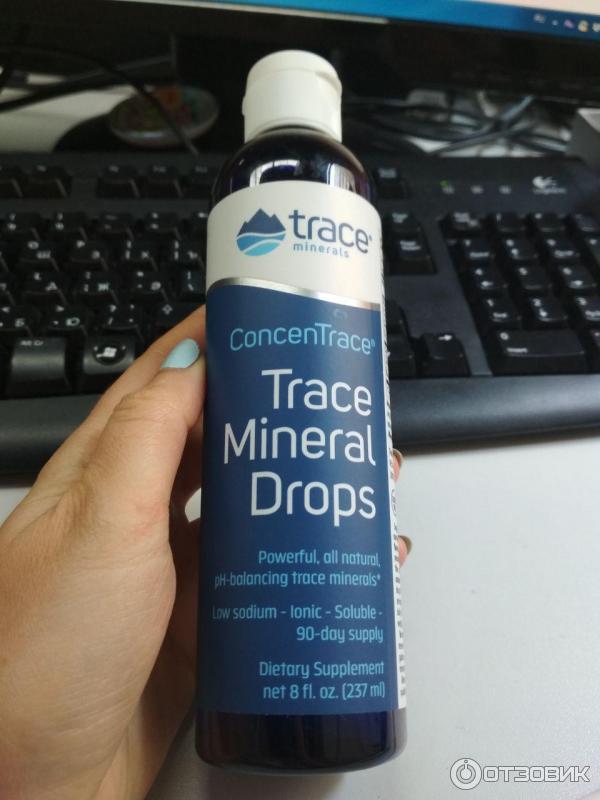 trace®
minerals
ConcenTrace®
Trace
Mineral
Drops
Powerful, all natural,
pH-balancing trace minerals*
Low sodium - Ionic - Soluble -
90-day supply
Dietary Supplement
net 8 fl. oz. (237 ml)
ОТЗОВИК